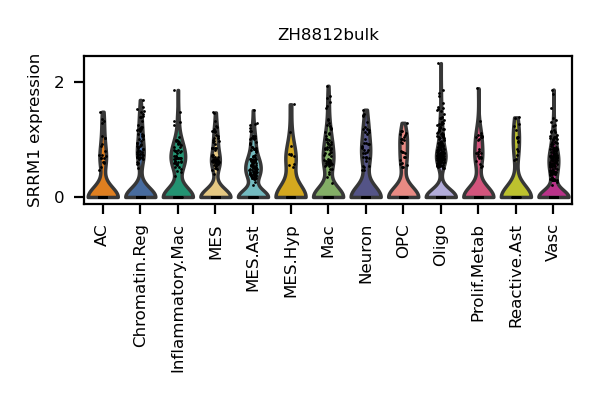 ZH8812bulk
SRRM1 expression
2
0
AC
Chromatin.Reg
Inflammatory.Mac
MES
MES.Ast
MES.Hyp
Mac
Neuron
OPC
Oligo
Prolif.Metab
Reactive.Ast
Vasc